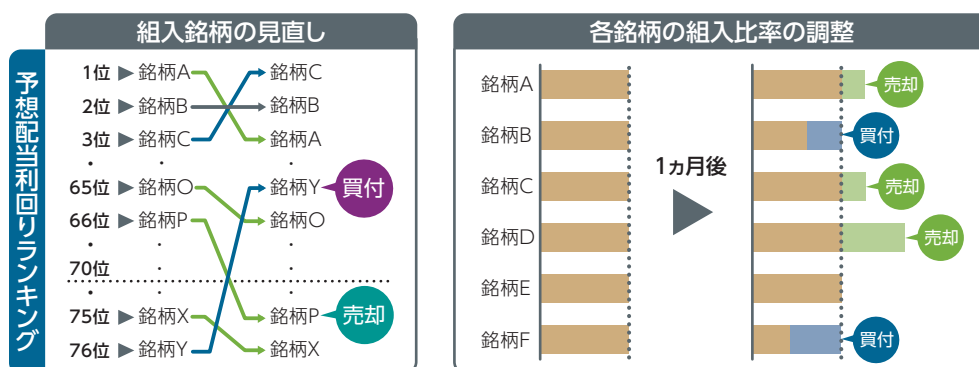 組入銘柄の見直し
予想配当利回りランキング
1位 ▶ 銘柄A 銘柄C
2位 ▶ 銘柄B 銘柄B
3位 ▶ 銘柄C 銘柄A
65位 ▶ 銘柄O 銘柄Y 買付
66位 ▶ 銘柄P 銘柄O
70位
75位 ▶ 銘柄X 銘柄P 売却
76位 ▶ 銘柄Y 銘柄X
各銘柄の組入比率の調整
銘柄A 売却
銘柄B 買付
1ヵ月後
銘柄C 売却
銘柄D 売却
銘柄E
銘柄F 買付